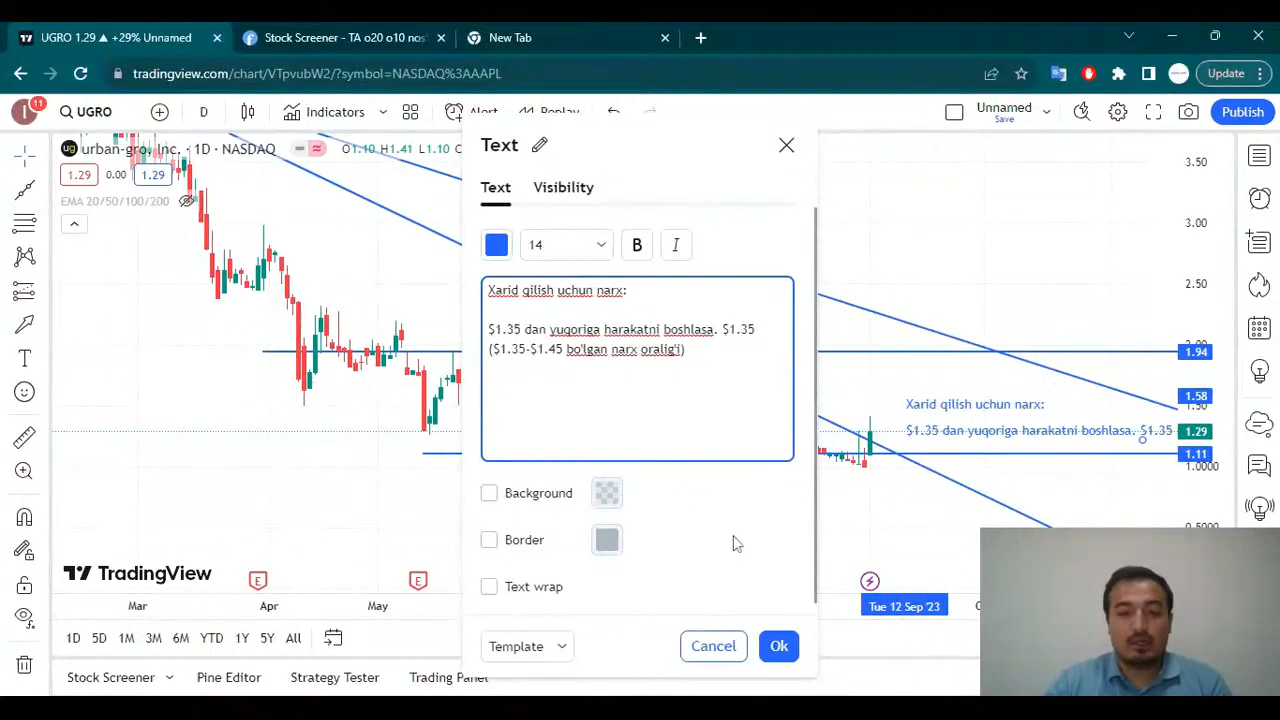 UGRO 1.29 ▲ +29% Unnamed
Stock Screener - TA o20 o10 nos
New Tab
tradingview.com/chart/VTpvubW2/?symbol=NASDAQ%3AAAPL
Update
11
UGRO
D
Indicators
Alert
Replay
Unnamed
Save
Publish
urban-gro, Inc. · 1D · NASDAQ
O1.10 H1.41 L1.10
1.29
0.00
1.29
EMA 20/50/100/200
Text
Text
Visibility
14
B
I
Xarid qilish uchun narx:
$1.35 dan yuqoriga harakatni boshlasa. $1.35
($1.35-$1.45 bo'lgan narx oralig'i)
Background
Border
Text wrap
Template
Cancel
Ok
3.50
3.00
2.50
1.94
1.58
1.29
1.11
1.0000
Xarid qilish uchun narx:
$1.35 dan yuqoriga harakatni boshlasa. $1.35
TradingView
E
E
Mar
Apr
May
Tue 12 Sep '23
1D
5D
1M
3M
6M
YTD
1Y
5Y
All
Stock Screener
Pine Editor
Strategy Tester
Trading Panel